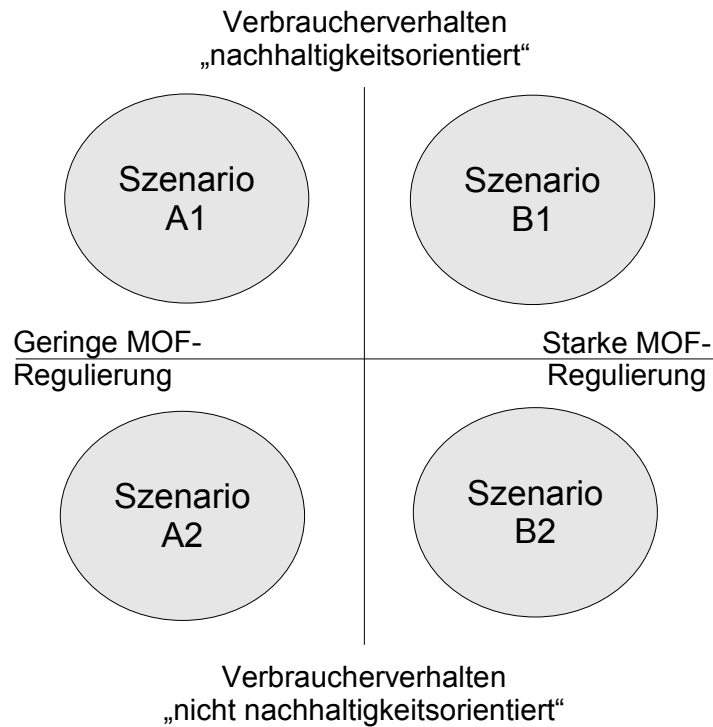 Verbraucherverhalten
„nachhaltigkeitsorientiert“
Szenario
A1
Szenario
B1
Geringe MOF-
Regulierung
Starke MOF-
Regulierung
Szenario
A2
Szenario
B2
Verbraucherverhalten
„nicht nachhaltigkeitsorientiert“